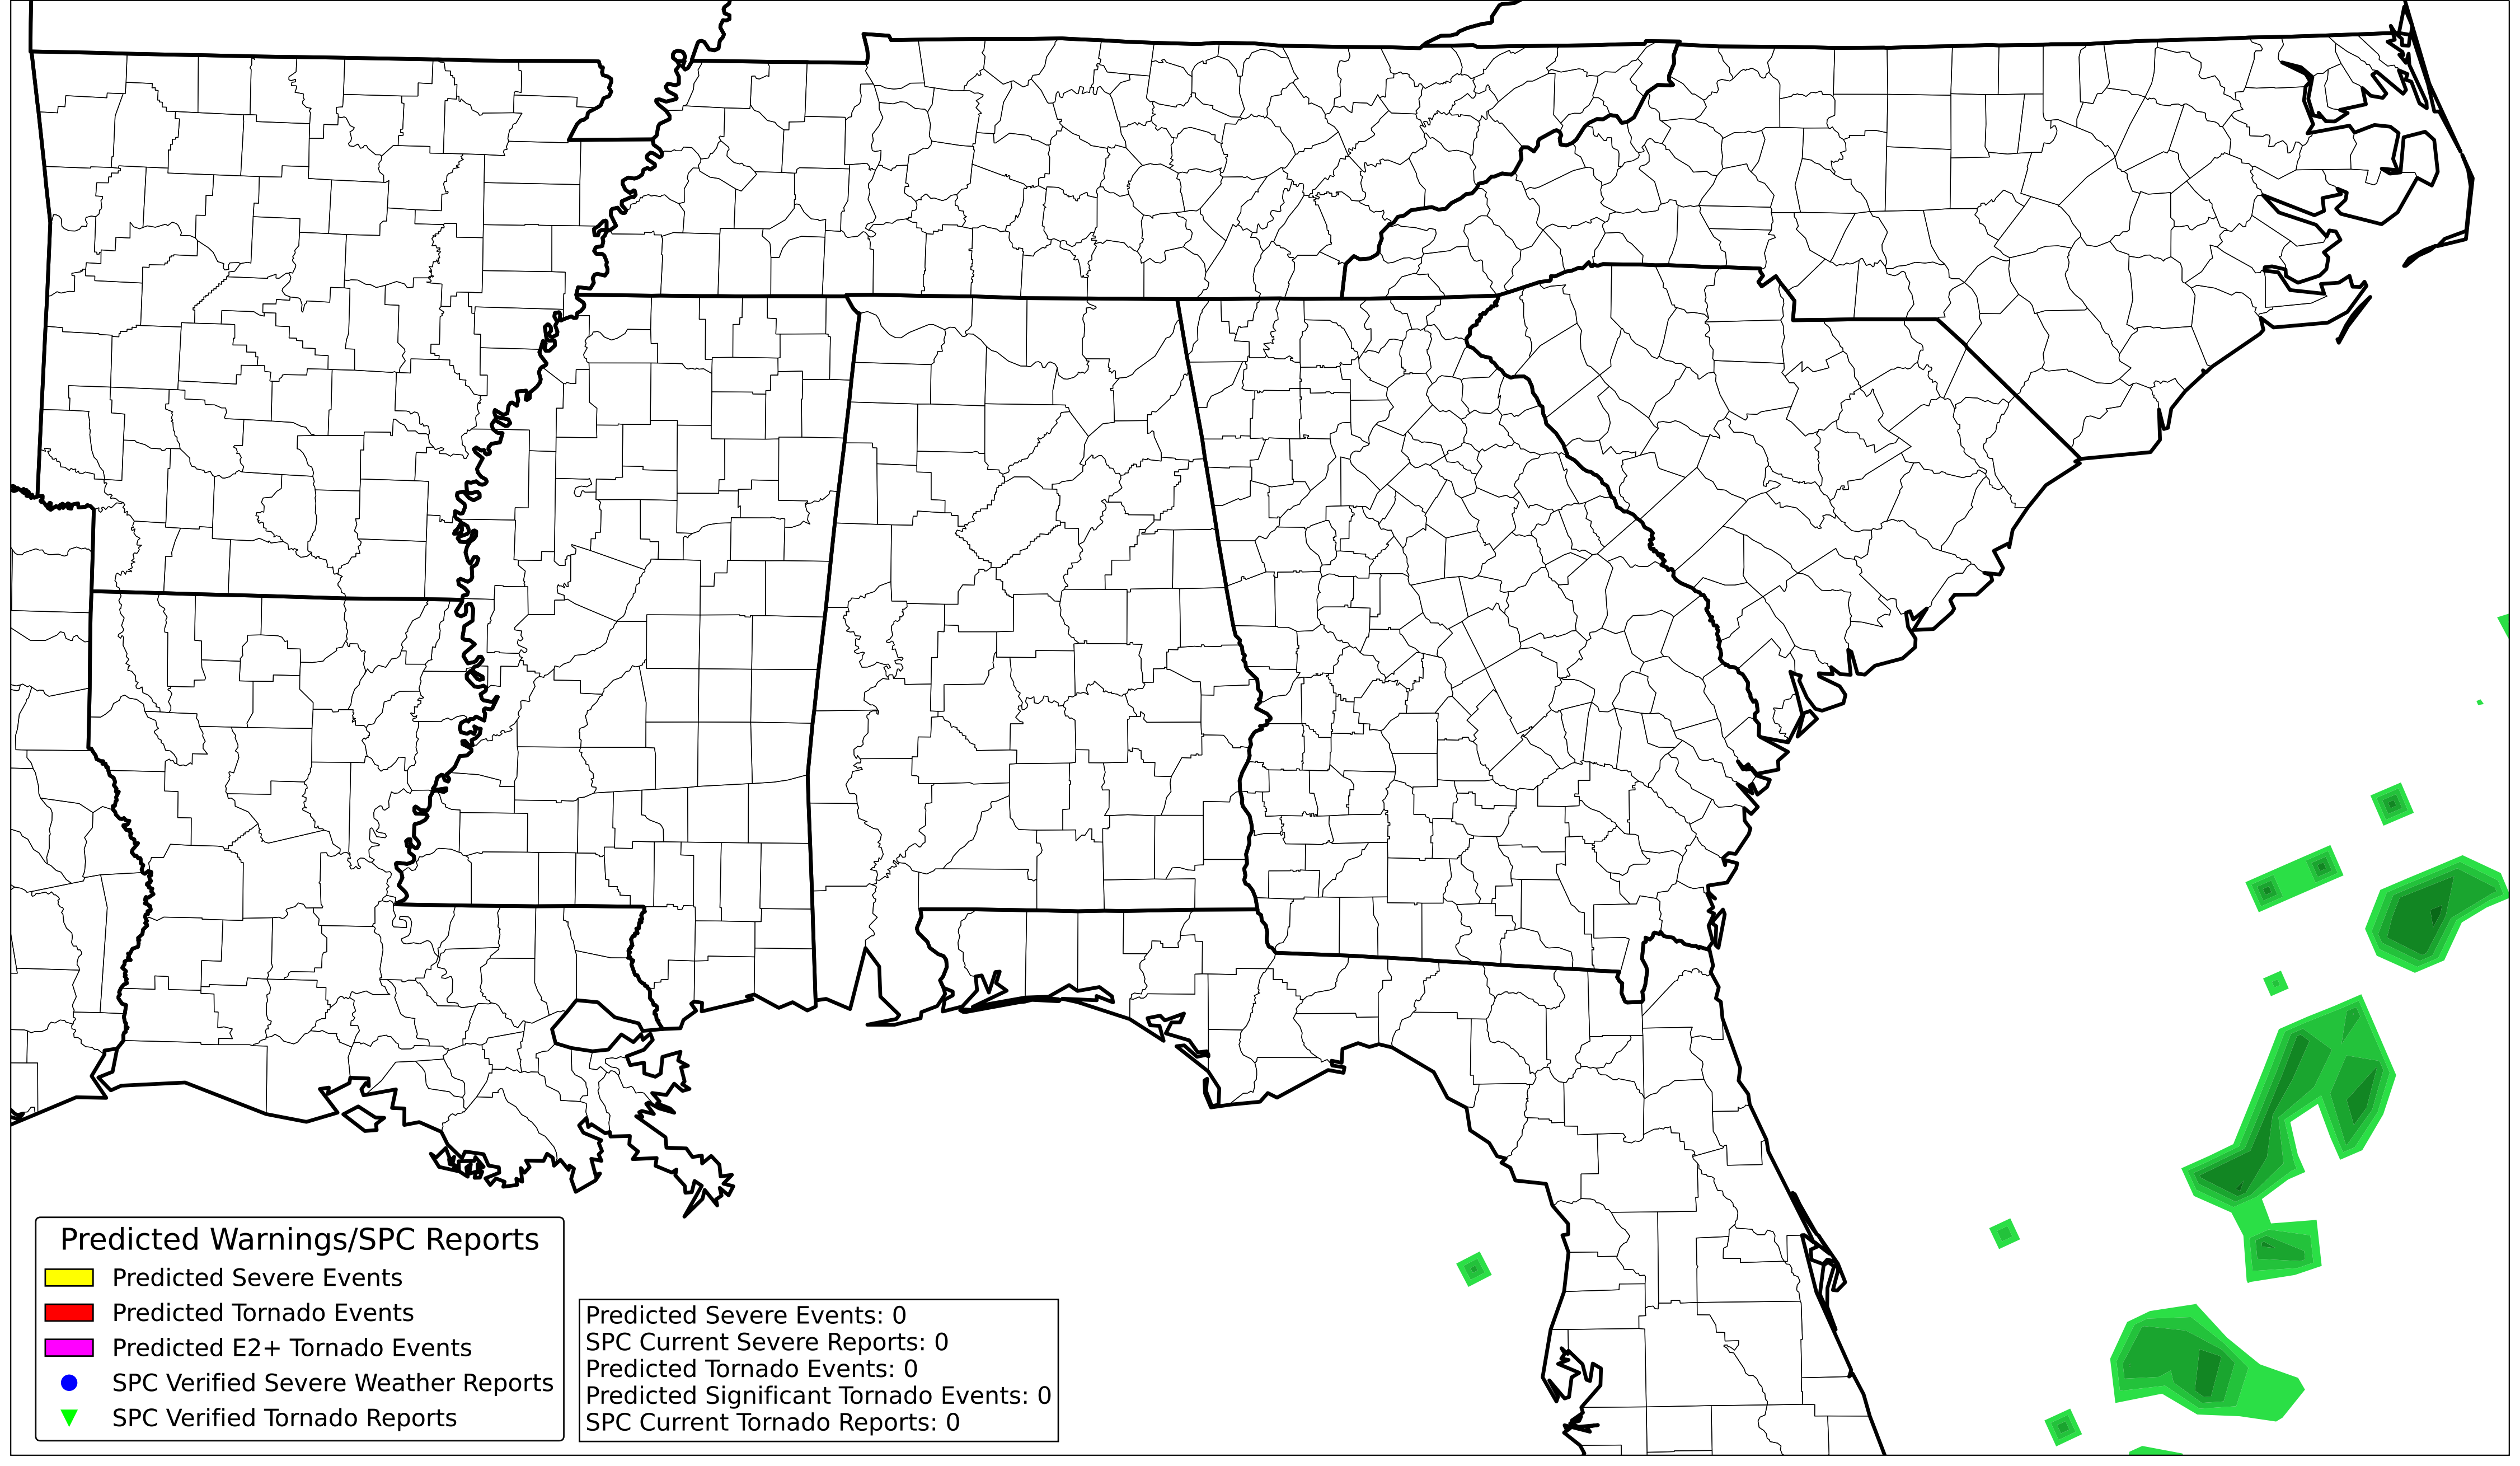 Predicted Warnings/SPC Reports
Predicted Severe Events
Predicted Tornado Events
Predicted E2+ Tornado Events
SPC Verified Severe Weather Reports
SPC Verified Tornado Reports
Predicted Severe Events: 0
SPC Current Severe Reports: 0
Predicted Tornado Events: 0
Predicted Significant Tornado Events: 0
SPC Current Tornado Reports: 0